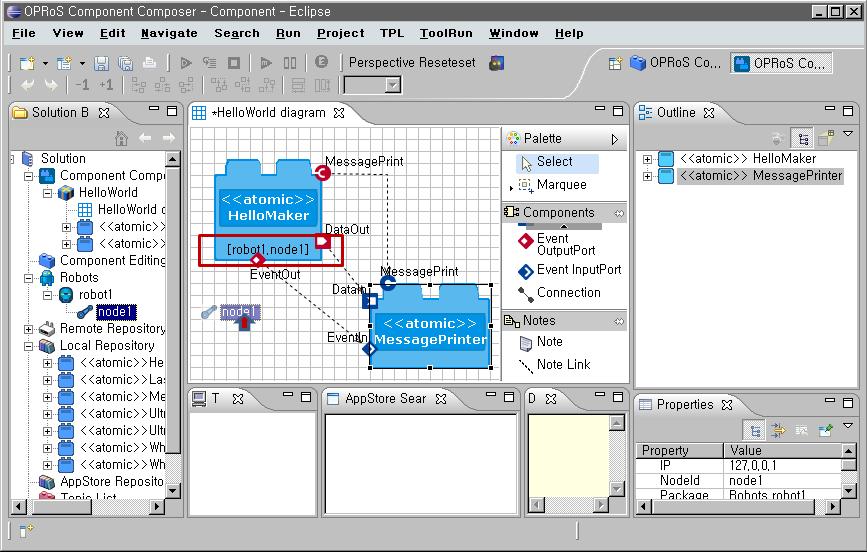 OPRoS Component Composer - Component - Eclipse
File View Edit Navigate Search Run Project TPL ToolRun Window Help
Perspective Reseteset
OPRoS Co...
OPRoS Co...
-1 +1
Solution B
Solution
Component Compo
HelloWorld
HelloWorld d
<<atomic>>
<<atomic>>
Component Editing
Robots
robot1
node1
Remote Repository
Local Repository
<<atomic>>He
<<atomic>>La
<<atomic>>Me
<<atomic>>Ultr
<<atomic>>Ultr
<<atomic>>Wh
<<atomic>>Wh
AppStore Reposito
Topic List
*HelloWorld diagram
MessagePrint
<<atomic>>
HelloMaker
[robot1,node1]
DataOut
EventOut
MessagePrint
DataIn
node1
EventIn
<<atomic>>
MessagePrinter
Palette
Select
Marquee
Components
Event
OutputPort
Event InputPort
Connection
Notes
Note
Note Link
Outline
<<atomic>> HelloMaker
<<atomic>> MessagePrinter
T
AppStore Sear
D
Properties
Property Value
IP 127,0,0,1
NodeId node1
Package Robots.robot1